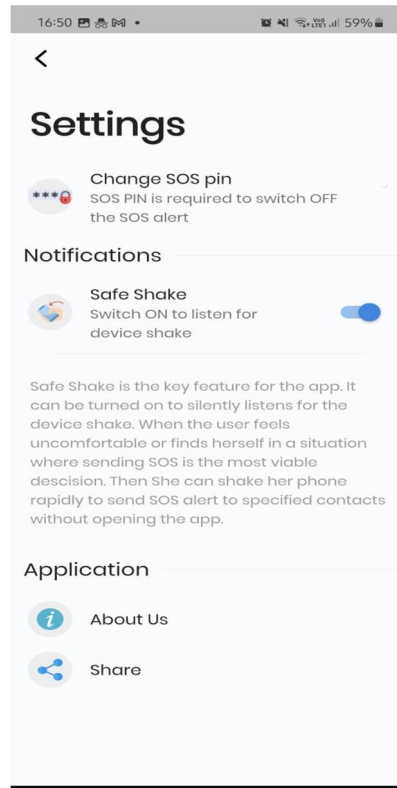 16:50
VoR LTE1 59%
Settings
Change SOS pin
***
SOS PIN is required to switch OFF
the SOS alert
Notifications
Safe Shake
Switch ON to listen for
device shake
Safe Shake is the key feature for the app. It
can be turned on to silently listens for the
device shake. When the user feels
uncomfortable or finds herself in a situation
where sending SOS is the most viable
descision. Then She can shake her phone
rapidly to send SOS alert to specified contacts
without opening the app.
Application
i
About Us
Share